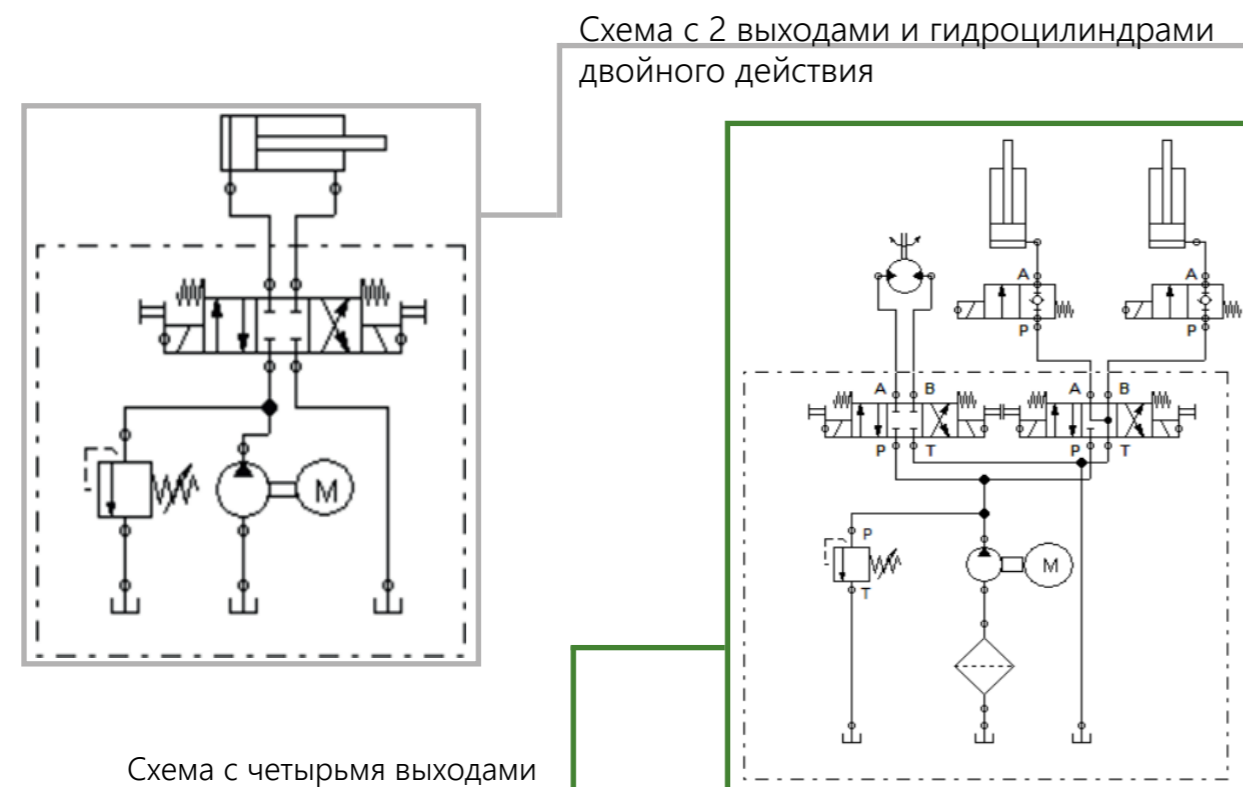 Схема с 2 выходами и гидроцилиндрами
двойного действия
M
A
A
P
P
A B
A B
P T
P T
P
T
M
Схема с четырьмя выходами